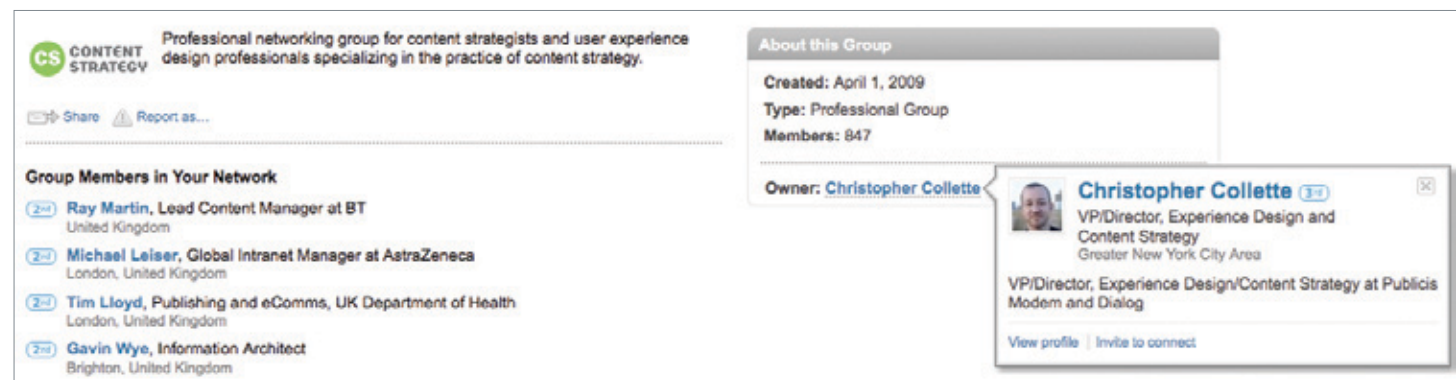 CS CONTENT
STRATEGY
Professional networking group for content strategists and user experience
design professionals specializing in the practice of content strategy.
Share Report as...
Group Members in Your Network
2nd Ray Martin, Lead Content Manager at BT
United Kingdom
2nd Michael Leiser, Global Intranet Manager at AstraZeneca
London, United Kingdom
2nd Tim Lloyd, Publishing and eComms, UK Department of Health
London, United Kingdom
2nd Gavin Wye, Information Architect
Brighton, United Kingdom
About this Group
Created: April 1, 2009
Type: Professional Group
Members: 847
Owner: Christopher Collette
Christopher Collette 3rd
VP/Director, Experience Design and
Content Strategy
Greater New York City Area
VP/Director, Experience Design/Content Strategy at Publicis
Modem and Dialog
View profile Invite to connect